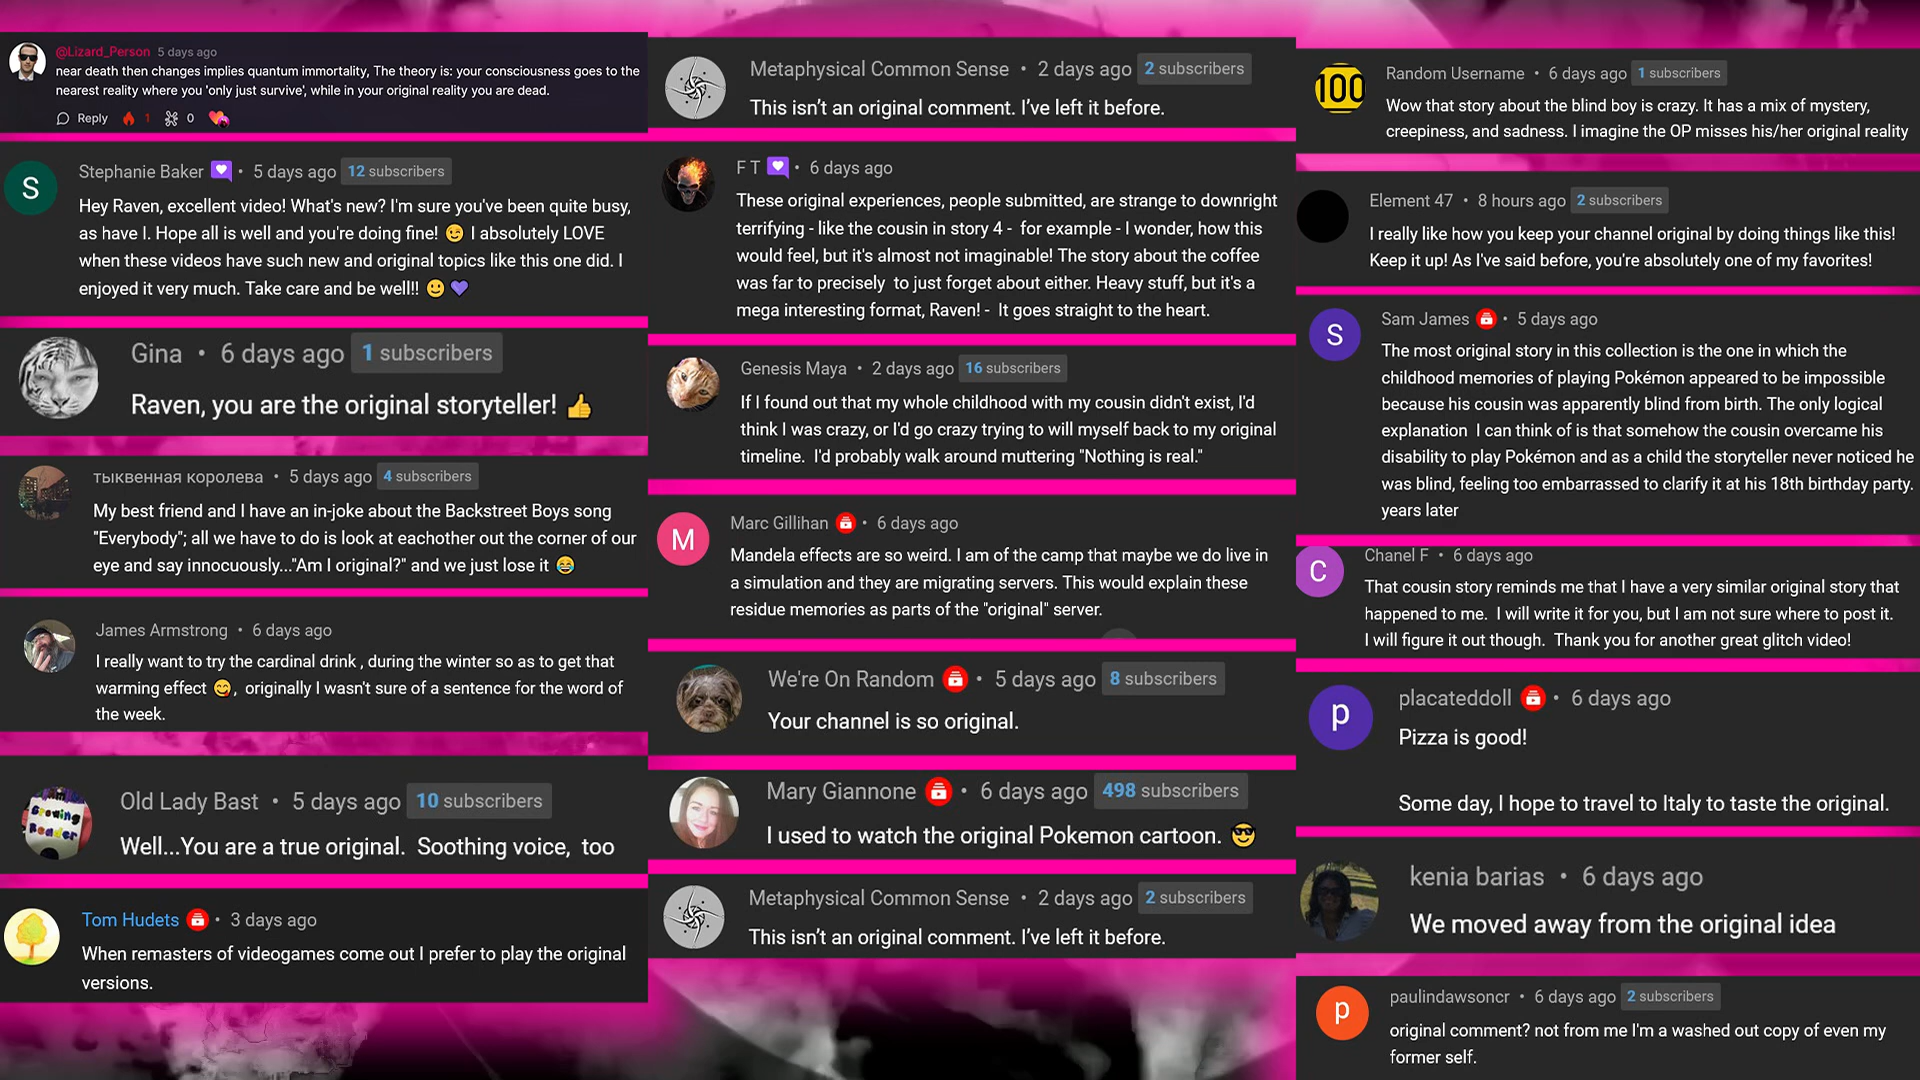 @Lizard_Person 5 days ago
near death then changes implies quantum immortality, The theory is: your consciousness goes to the
nearest reality where you 'only just survive', while in your original reality you are dead.
Reply 1 0
S
Stephanie Baker • 5 days ago 12 subscribers
Hey Raven, excellent video! What's new? I'm sure you've been quite busy,
as have I. Hope all is well and you're doing fine! 😉 I absolutely LOVE
when these videos have such new and original topics like this one did. I
enjoyed it very much. Take care and be well!! 🙂 💜
Gina • 6 days ago 1 subscribers
Raven, you are the original storyteller! 👍
тыквенная королева • 5 days ago 4 subscribers
My best friend and I have an in-joke about the Backstreet Boys song
"Everybody"; all we have to do is look at eachother out the corner of our
eye and say innocuously..."Am I original?" and we just lose it 😂
James Armstrong • 6 days ago
I really want to try the cardinal drink , during the winter so as to get that
warming effect 😋, originally I wasn't sure of a sentence for the word of
the week.
Growing
Reader
Old Lady Bast • 5 days ago 10 subscribers
Well...You are a true original. Soothing voice, too
Tom Hudets • 3 days ago
When remasters of videogames come out I prefer to play the original
versions.
Metaphysical Common Sense • 2 days ago 2 subscribers
This isn't an original comment. I've left it before.
F T • 6 days ago
These original experiences, people submitted, are strange to downright
terrifying - like the cousin in story 4 - for example - I wonder, how this
would feel, but it's almost not imaginable! The story about the coffee
was far to precisely to just forget about either. Heavy stuff, but it's a
mega interesting format, Raven! - It goes straight to the heart.
Genesis Maya • 2 days ago 16 subscribers
If I found out that my whole childhood with my cousin didn't exist, I'd
think I was crazy, or I'd go crazy trying to will myself back to my original
timeline. I'd probably walk around muttering "Nothing is real."
M
Marc Gillihan • 6 days ago
Mandela effects are so weird. I am of the camp that maybe we do live in
a simulation and they are migrating servers. This would explain these
residue memories as parts of the "original" server.
We're On Random • 5 days ago 8 subscribers
Your channel is so original.
Mary Giannone • 6 days ago 498 subscribers
I used to watch the original Pokemon cartoon. 😎
Metaphysical Common Sense • 2 days ago 2 subscribers
This isn't an original comment. I've left it before.
100
Random Username • 6 days ago 1 subscribers
Wow that story about the blind boy is crazy. It has a mix of mystery,
creepiness, and sadness. I imagine the OP misses his/her original reality
Element 47 • 8 hours ago 2 subscribers
I really like how you keep your channel original by doing things like this!
Keep it up! As I've said before, you're absolutely one of my favorites!
S
Sam James • 5 days ago
The most original story in this collection is the one in which the
childhood memories of playing Pokémon appeared to be impossible
because his cousin was apparently blind from birth. The only logical
explanation I can think of is that somehow the cousin overcame his
disability to play Pokémon and as a child the storyteller never noticed he
was blind, feeling too embarrassed to clarify it at his 18th birthday party.
years later
C
Chanel F • 6 days ago
That cousin story reminds me that I have a very similar original story that
happened to me. I will write it for you, but I am not sure where to post it.
I will figure it out though. Thank you for another great glitch video!
p
placateddoll • 6 days ago
Pizza is good!
Some day, I hope to travel to Italy to taste the original.
kenia barias • 6 days ago
We moved away from the original idea
p
paulindawsoncr • 6 days ago 2 subscribers
original comment? not from me I'm a washed out copy of even my
former self.